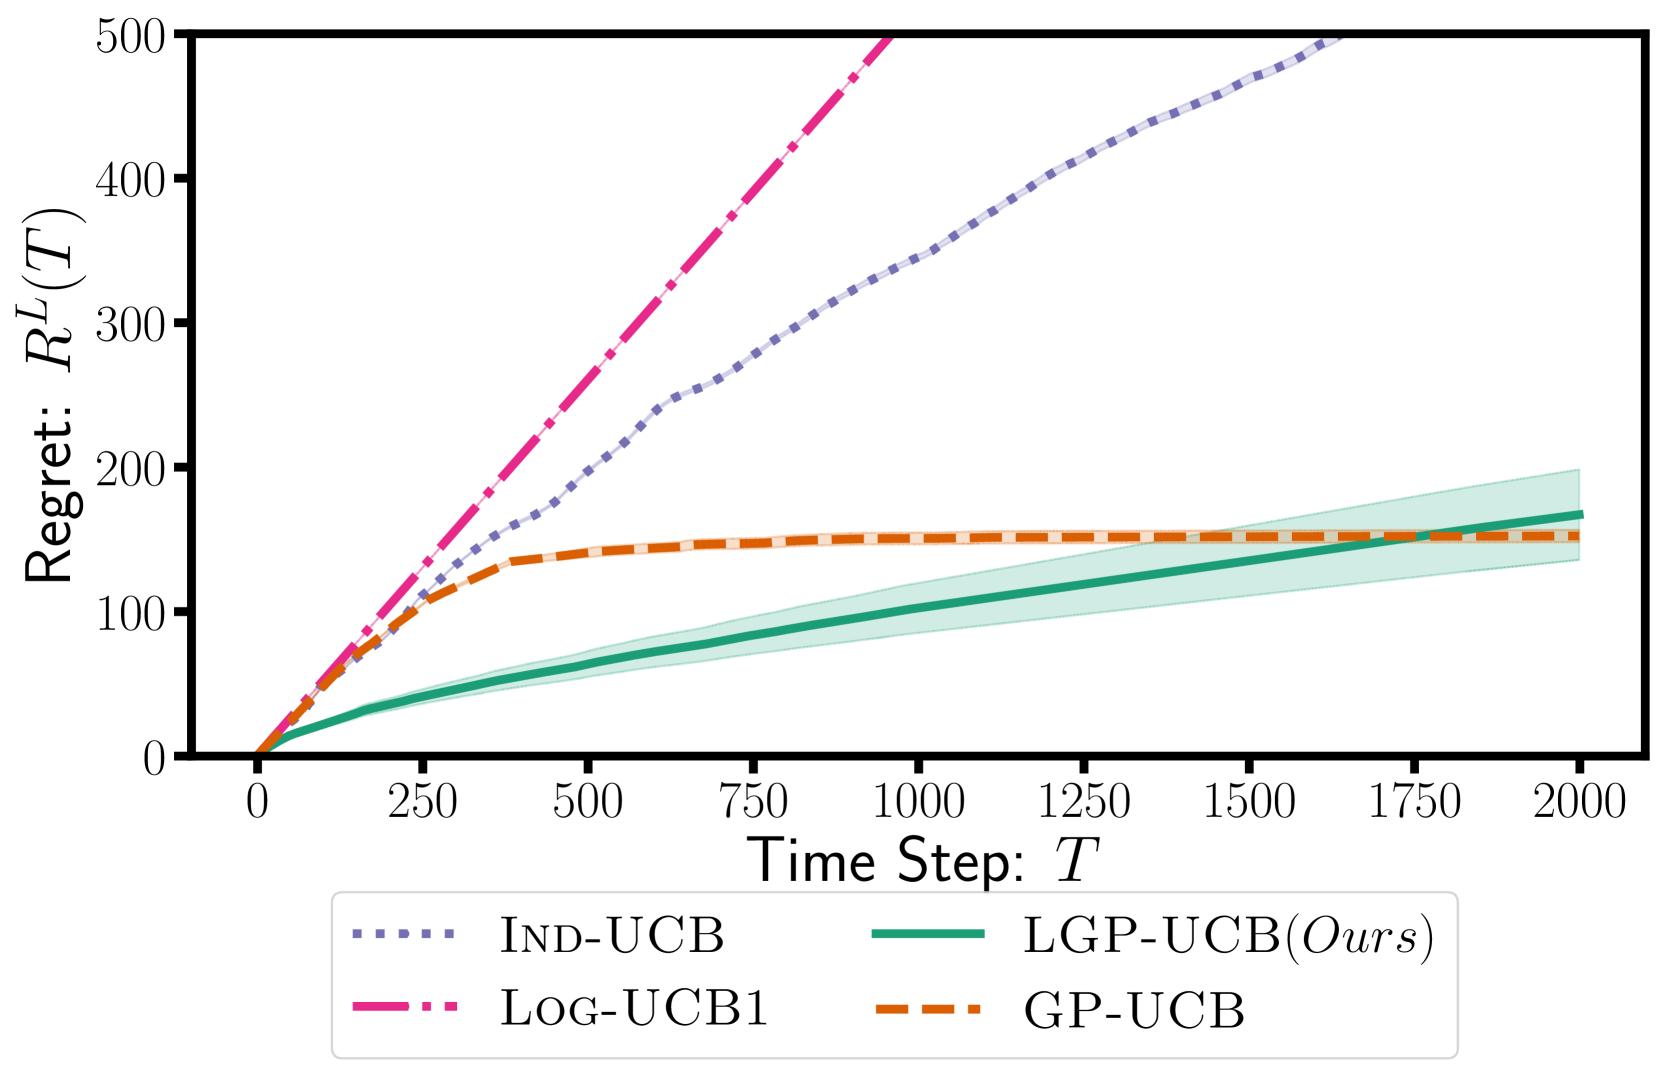 500
400
300
200
100
0
Regret: R^L(T)
0 250 500 750 1000 1250 1500 1750 2000
Time Step: T
IND-UCB LGP-UCB(Ours)
LOG-UCB1 GP-UCB